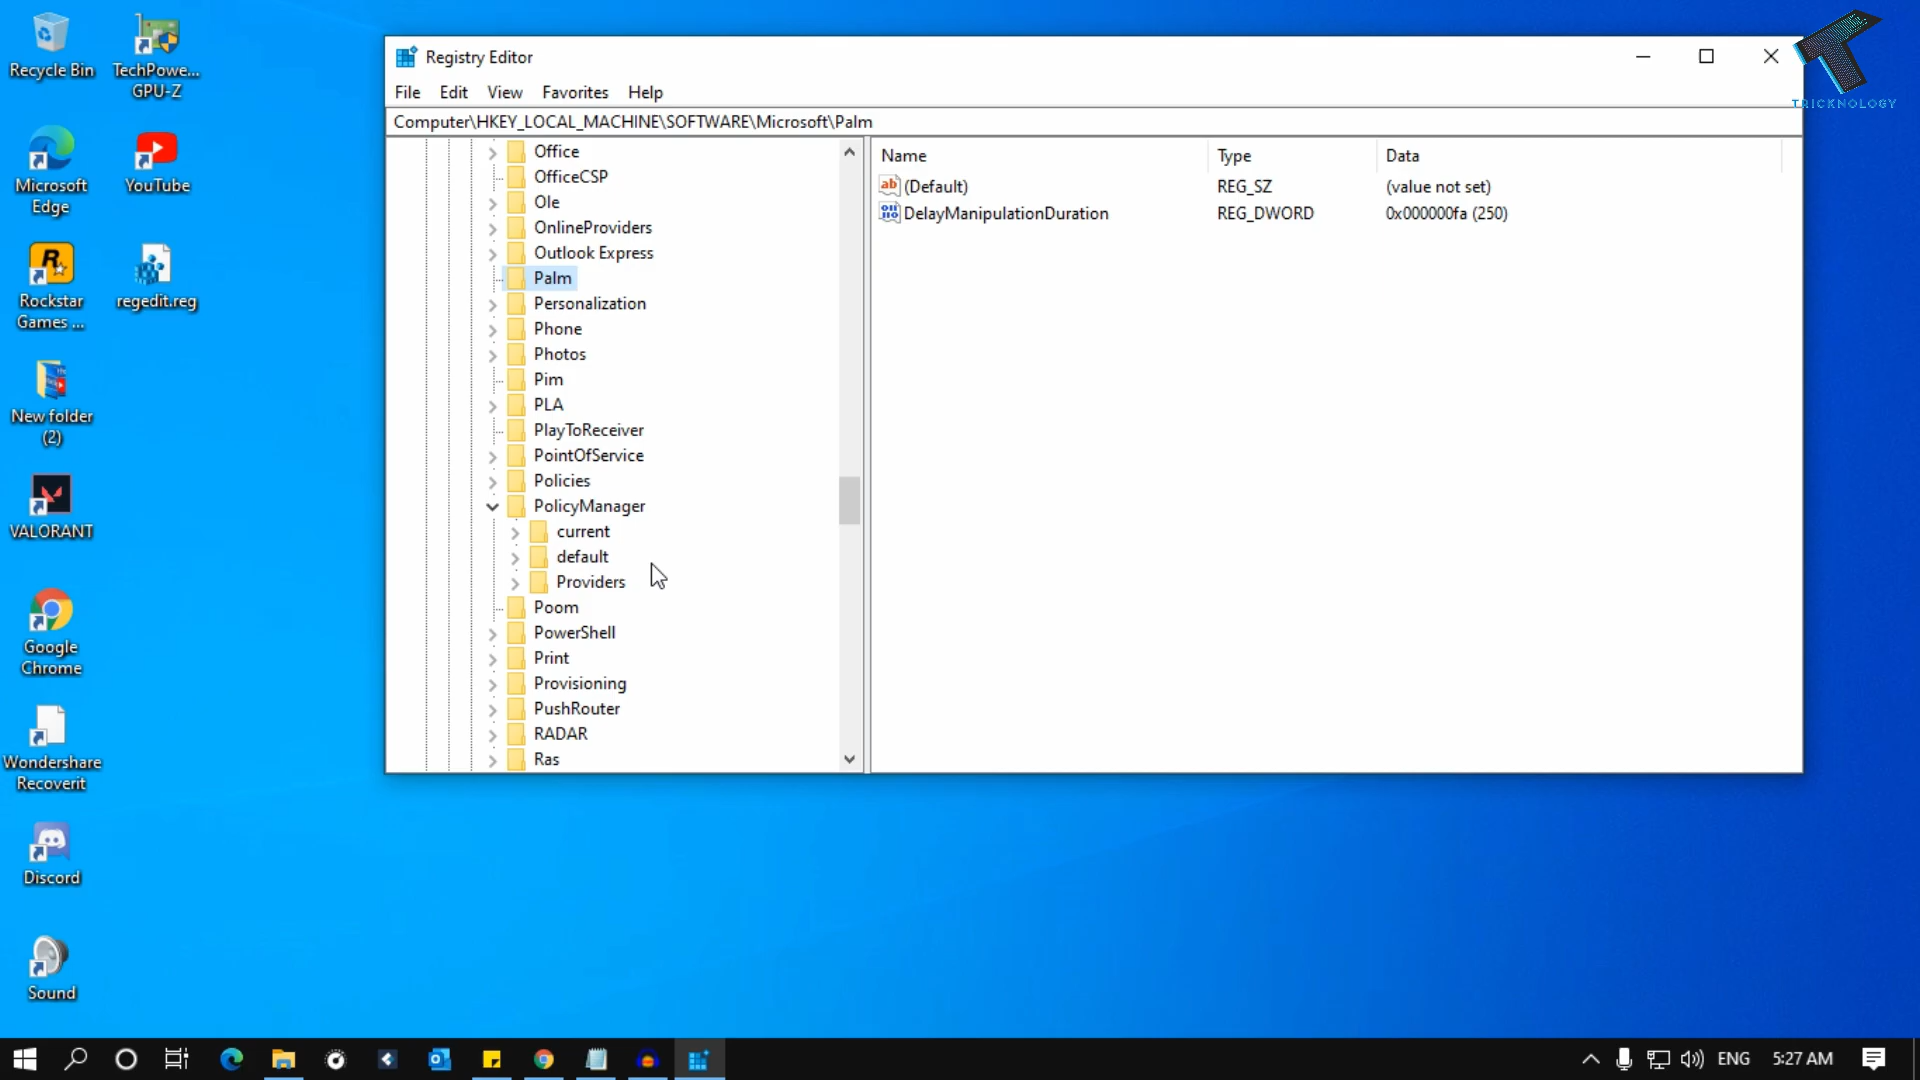 Recycle Bin
TechPowe...
GPU-Z
Microsoft
Edge
YouTube
Rockstar
Games ...
regedit.reg
New folder
(2)
VALORANT
Google
Chrome
Wondershare
Recoverit
Discord
Sound
Registry Editor
File Edit View Favorites Help
Computer\HKEY_LOCAL_MACHINE\SOFTWARE\Microsoft\Palm
Office
OfficeCSP
Ole
OnlineProviders
Outlook Express
Palm
Personalization
Phone
Photos
Pim
PLA
PlayToReceiver
PointOfService
Policies
PolicyManager
current
default
Providers
Poom
PowerShell
Print
Provisioning
PushRouter
RADAR
Ras
Name Type Data
(Default) REG_SZ (value not set)
DelayManipulationDuration REG_DWORD 0x000000fa (250)
TRICKNOLOGY
ENG 5:27 AM